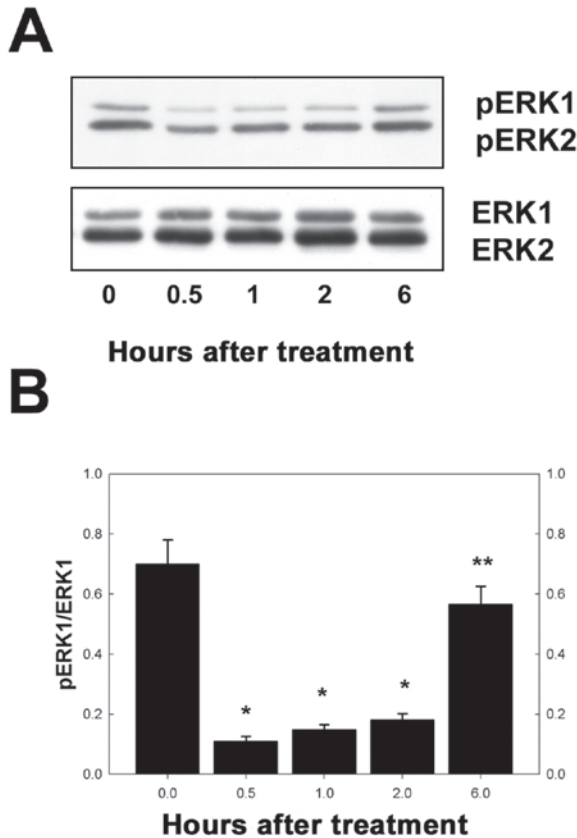 A
pERK1
pERK2
ERK1
ERK2
0 0.5 1 2 6
Hours after treatment
B
1.0 1.0
0.8 0.8
**
0.6 0.6
pERK1/ERK1
0.4 0.4
* * *
0.2 0.2
0.0 0.0
0.0 0.5 1.0 2.0 6.0
Hours after treatment